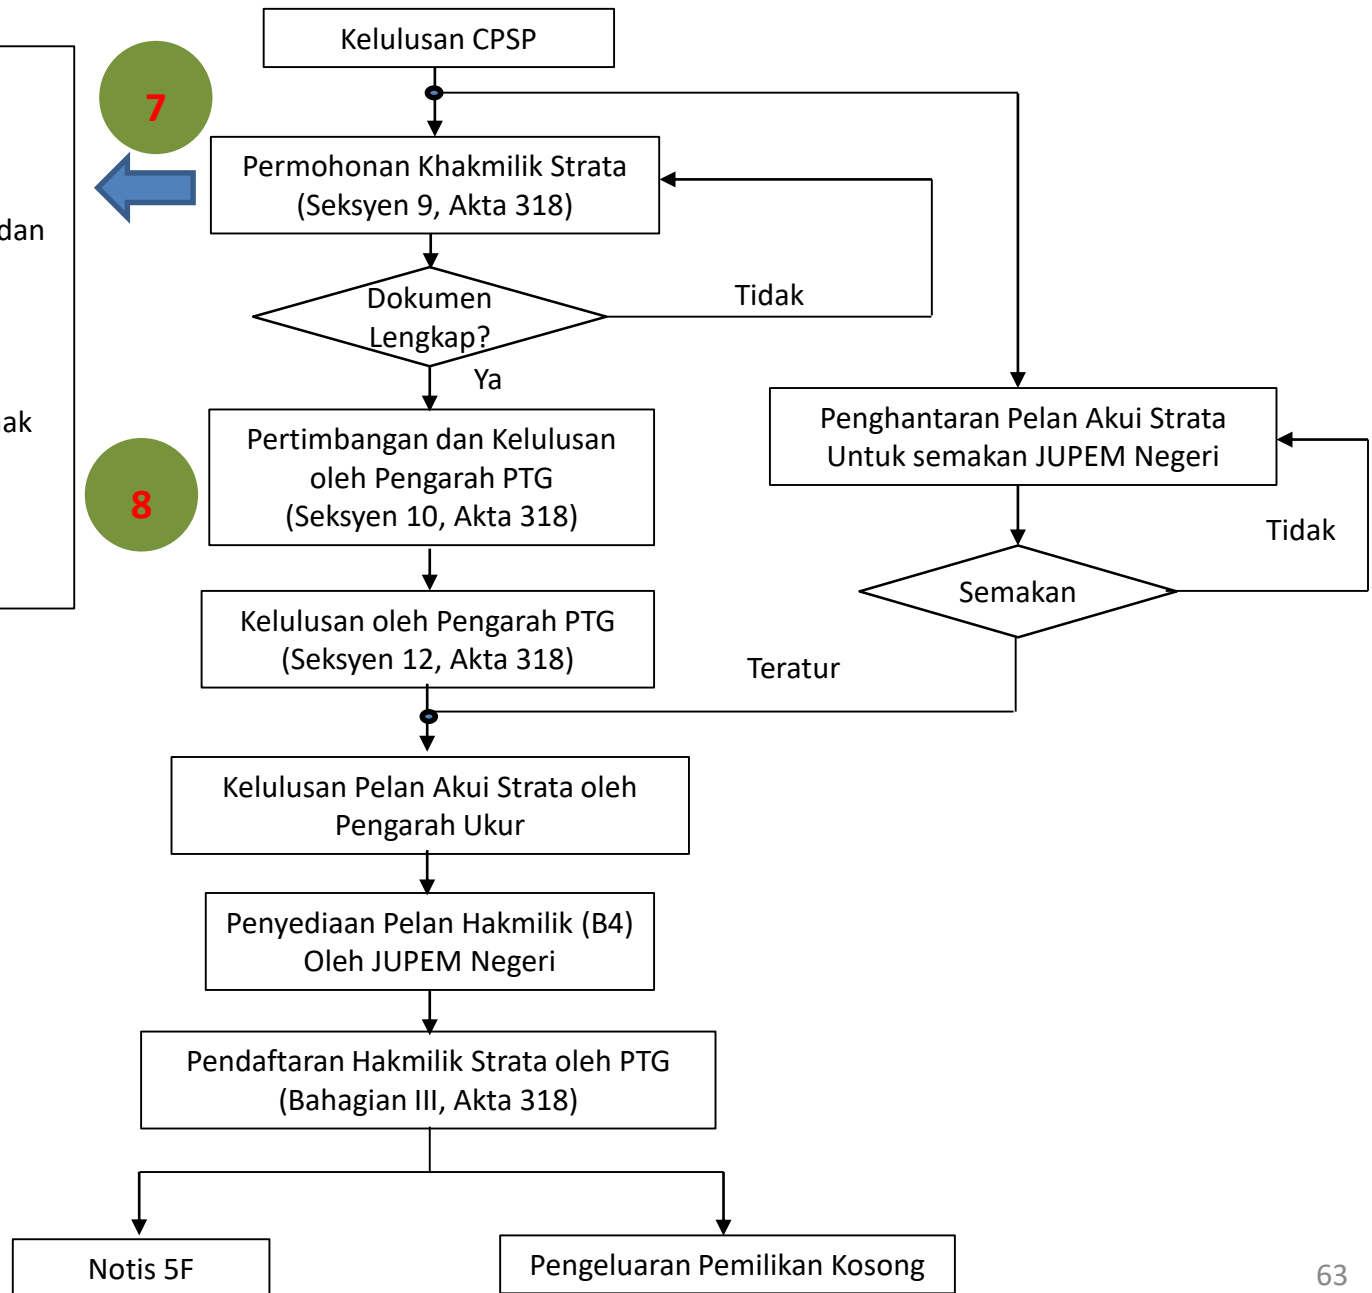 Kelulusan CPSP
7
Permohonan Khakmilik Strata
(Seksyen 9, Akta 318)
dan
Dokumen
Lengkap?
Tidak
Ya
ak
8
Pertimbangan dan Kelulusan
oleh Pengarah PTG
(Seksyen 10, Akta 318)
Penghantaran Pelan Akui Strata
Untuk semakan JUPEM Negeri
Tidak
Semakan
Kelulusan oleh Pengarah PTG
(Seksyen 12, Akta 318)
Teratur
Kelulusan Pelan Akui Strata oleh
Pengarah Ukur
Penyediaan Pelan Hakmilik (B4)
Oleh JUPEM Negeri
Pendaftaran Hakmilik Strata oleh PTG
(Bahagian III, Akta 318)
Notis 5F
Pengeluaran Pemilikan Kosong
63